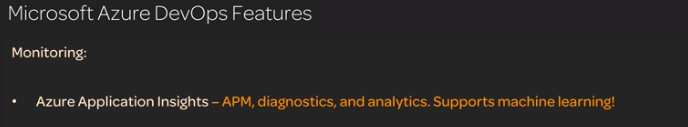 Microsoft Azure DevOps Features
Monitoring:
• Azure Application Insights – APM, diagnostics, and analytics. Supports machine learning!